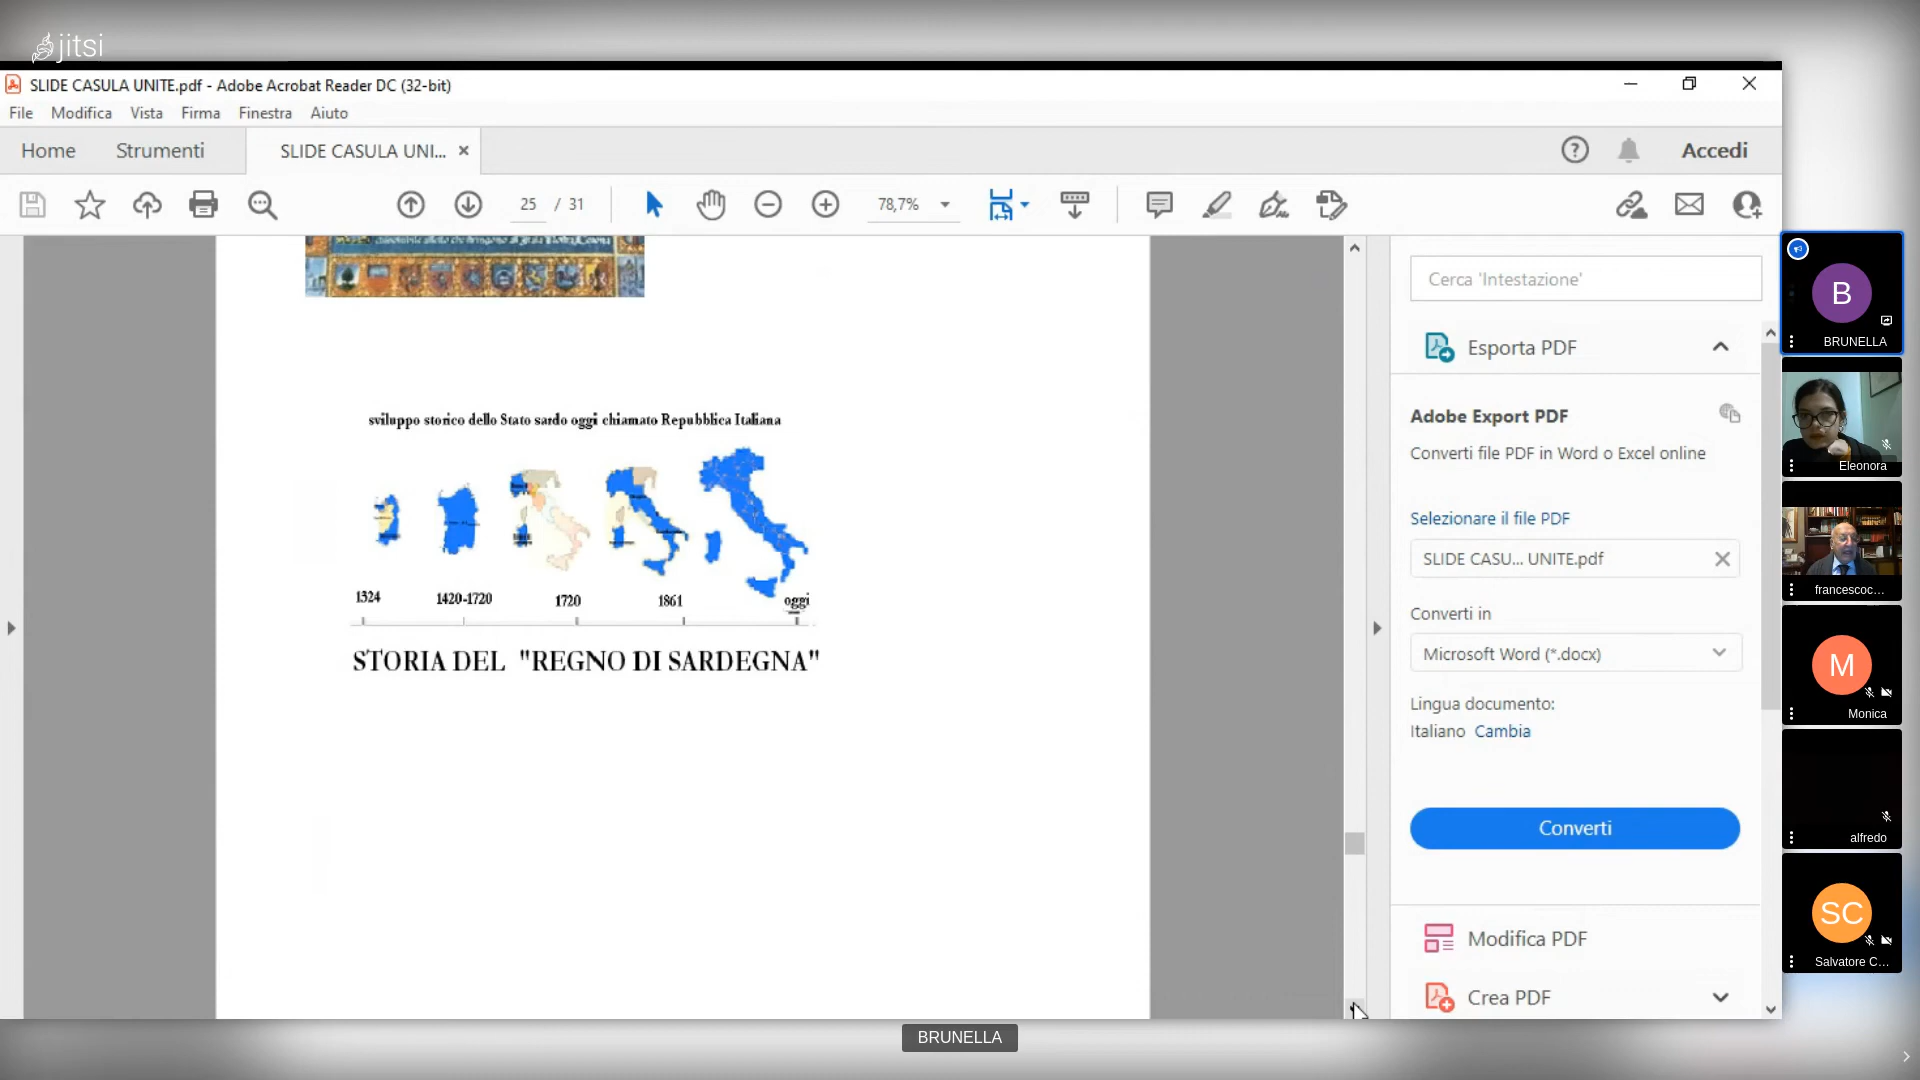 jitsi
SLIDE CASULA UNITE.pdf - Adobe Acrobat Reader DC (32-bit)
File Modifica Vista Firma Finestra Aiuto
Home Strumenti SLIDE CASULA UNI... × Accedi
25 / 31 78,7%
sviluppo storico dello Stato sardo oggi chiamato Repubblica Italiana
1324 1420-1720 1720 1861 oggi
STORIA DEL "REGNO DI SARDEGNA"
Cerca 'Intestazione'
Esporta PDF
Adobe Export PDF
Converti file PDF in Word o Excel online
Selezionare il file PDF
SLIDE CASU... UNITE.pdf
Converti in
Microsoft Word (*.docx)
Lingua documento:
Italiano Cambia
Converti
Modifica PDF
Crea PDF
B
BRUNELLA
Eleonora
francescoc...
M
Monica
alfredo
SC
Salvatore C...
BRUNELLA